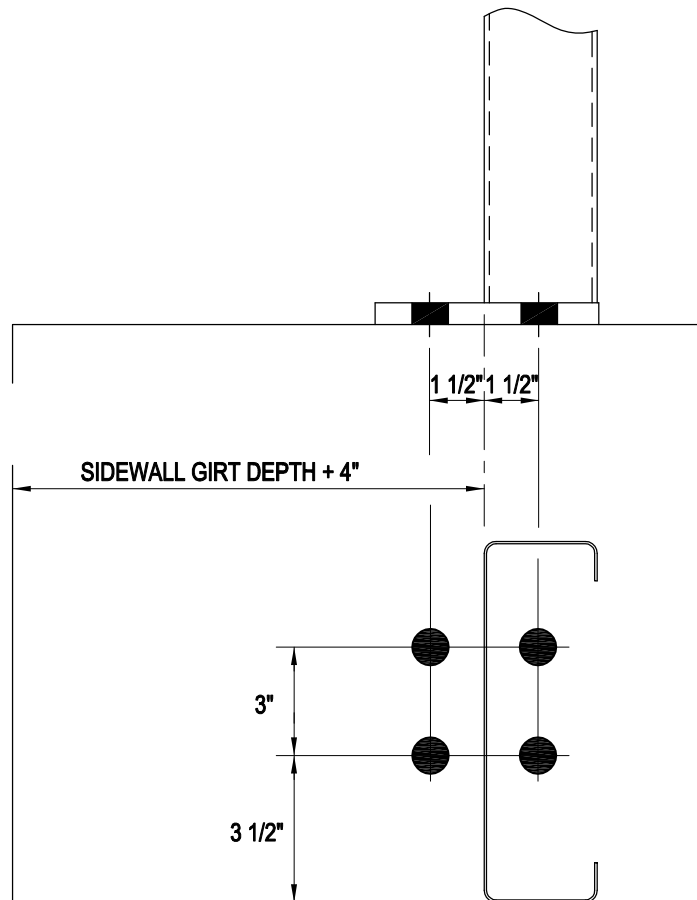 1 1/2" 1 1/2"
SIDEWALL GIRT DEPTH + 4"
3"
3 1/2"